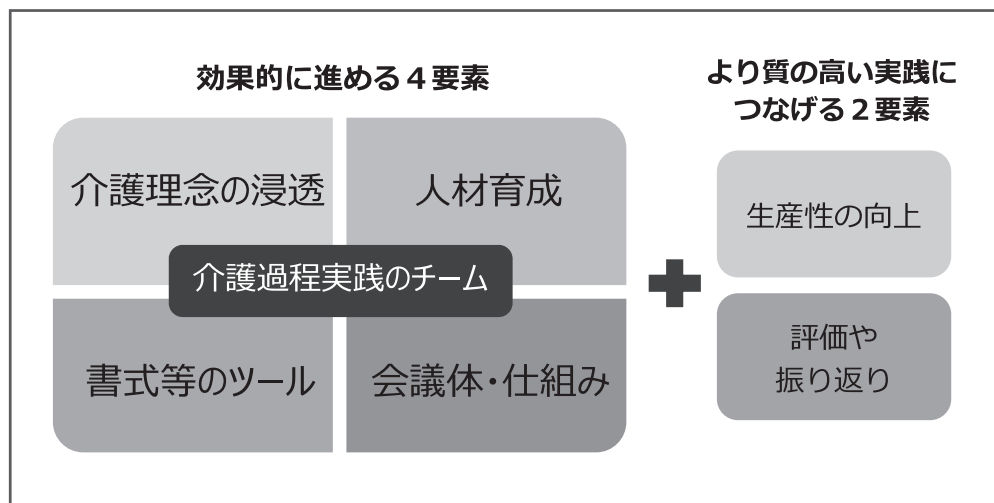 効果的に進める４要素
介護理念の浸透
人材育成
介護過程実践のチーム
書式等のツール
会議体・仕組み
より質の高い実践に
つなげる２要素
生産性の向上
評価や
振り返り